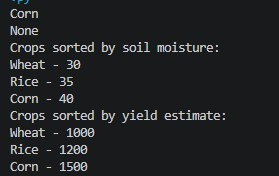 Corn
None
Crops sorted by soil moisture:
Wheat - 30
Rice - 35
Corn - 40
Crops sorted by yield estimate:
Wheat - 1000
Rice - 1200
Corn - 1500